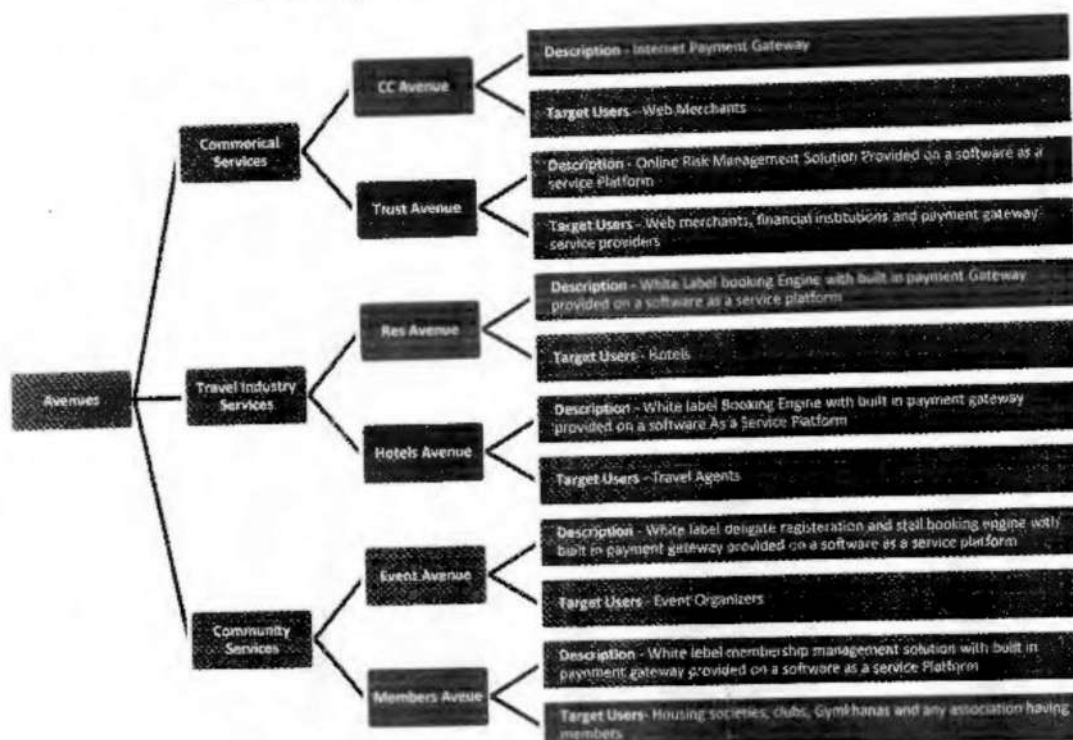 Description - Internet Payment Gateway
CC Avenue
Target Users - Web Merchants
Commorical
Services
Description - Online Risk Management Solution Provided on a software as a
service Platform
Trust Avenue
Target Users - Web merchants, financial institutions and payment gateway
service providers
Description - White Label booking Engine with built in payment Gateway
provided on a software as a service platform
Res Avenue
Target Users - Hotels
Avenues
Travel Industry
Services
Description - White label Booking Engine with built in payment gateway
provided on a software As a Service Platform
Hotels Avenue
Target Users - Travel Agents
Description - White label deligate registeration and stall booking engine with
built in payment gateway provided on a software as a service platform
Event Avenue
Target Users - Event Organizers
Community
Services
Description - White lebel membership management solution with built in
paynment gateway provided on a software as a service Platform
Members Aveue
Target Users- Housing societies, clubs, Gymkhanas and any association having
members